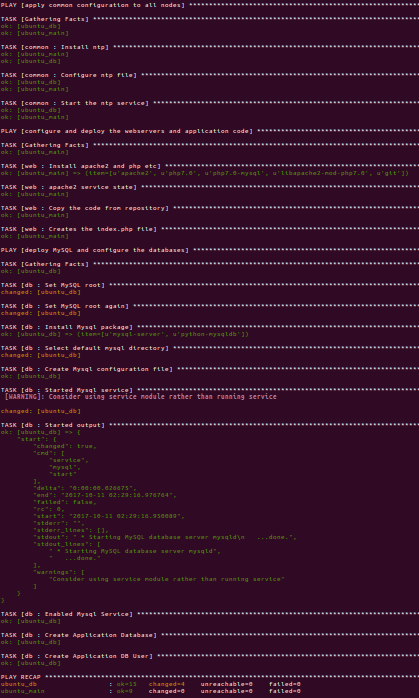 PLAY [apply common configuration to all nodes] ****************************************
TASK [Gathering Facts] ****************************************
ok: [ubuntu_db]
ok: [ubuntu_main]
TASK [common : Install ntp] ****************************************
ok: [ubuntu_main]
ok: [ubuntu_db]
TASK [common : Configure ntp file] ****************************************
ok: [ubuntu_main]
ok: [ubuntu_db]
TASK [common : Start the ntp service] ****************************************
ok: [ubuntu_db]
ok: [ubuntu_main]
PLAY [configure and deploy the webservers and application code] ****************************************
TASK [Gathering Facts] ****************************************
ok: [ubuntu_main]
TASK [web : Install apache2 and php etc] ****************************************
ok: [ubuntu_main] => (item=[u'apache2', u'php7.0', u'php7.0-mysql', u'libapache2-mod-php7.0', u'git'])
TASK [web : apache2 service state] ****************************************
ok: [ubuntu_main]
TASK [web : Copy the code from repository] ****************************************
ok: [ubuntu_main]
TASK [web : Creates the index.php file] ****************************************
ok: [ubuntu_main]
PLAY [deploy MySQL and configure the databases] ****************************************
TASK [Gathering Facts] ****************************************
ok: [ubuntu_db]
TASK [db : Set MySQL root] ****************************************
changed: [ubuntu_db]
TASK [db : Set MySQL root again] ****************************************
changed: [ubuntu_db]
TASK [db : Install Mysql package] ****************************************
ok: [ubuntu_db] => (item=[u'mysql-server', u'python-mysqldb'])
TASK [db : Select default mysql directory] ****************************************
changed: [ubuntu_db]
TASK [db : Create Mysql configuration file] ****************************************
ok: [ubuntu_db]
TASK [db : Started Mysql service] ****************************************
[WARNING]: Consider using service module rather than running service
changed: [ubuntu_db]
TASK [db : Started output] ****************************************
ok: [ubuntu_db] => {
"start": {
"changed": true,
"cmd": [
"service",
"mysql",
"start"
],
"delta": "0:00:00.026675",
"end": "2017-10-11 02:29:16.976764",
"failed": false,
"rc": 0,
"start": "2017-10-11 02:29:16.950089",
"stderr": "",
"stderr_lines": [],
"stdout": " * Starting MySQL database server mysqld\n   ...done.",
"stdout_lines": [
" * Starting MySQL database server mysqld",
"   ...done."
],
"warnings": [
"Consider using service module rather than running service"
]
}
}
TASK [db : Enabled Mysql Service] ****************************************
ok: [ubuntu_db]
TASK [db : Create Application Database] ****************************************
ok: [ubuntu_db]
TASK [db : Create Application DB User] ****************************************
ok: [ubuntu_db]
PLAY RECAP ****************************************
ubuntu_db : ok=15 changed=4 unreachable=0 failed=0
ubuntu_main : ok=9 changed=0 unreachable=0 failed=0